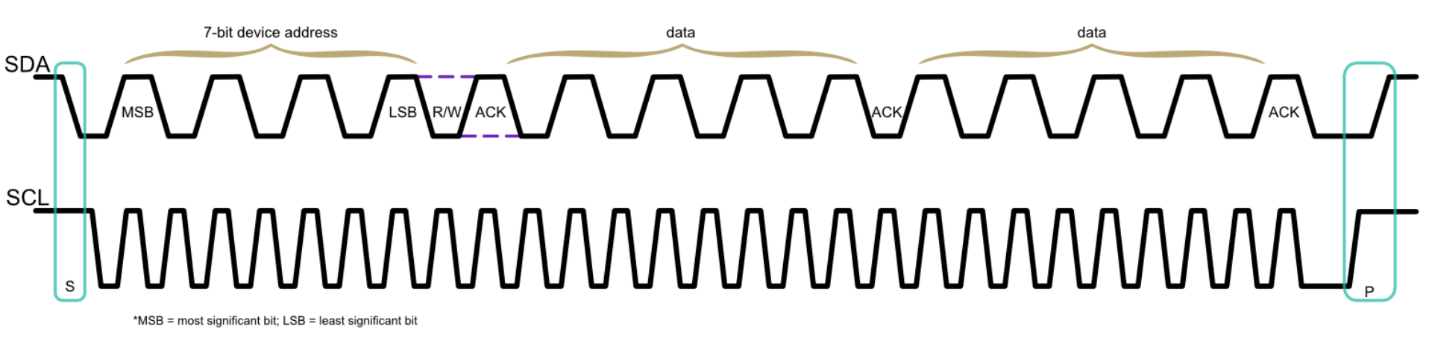 7-bit device address
data
data
SDA
MSB
LSB
R/W
ACK
ACK
ACK
SCL
S
P
*MSB = most significant bit; LSB = least significant bit